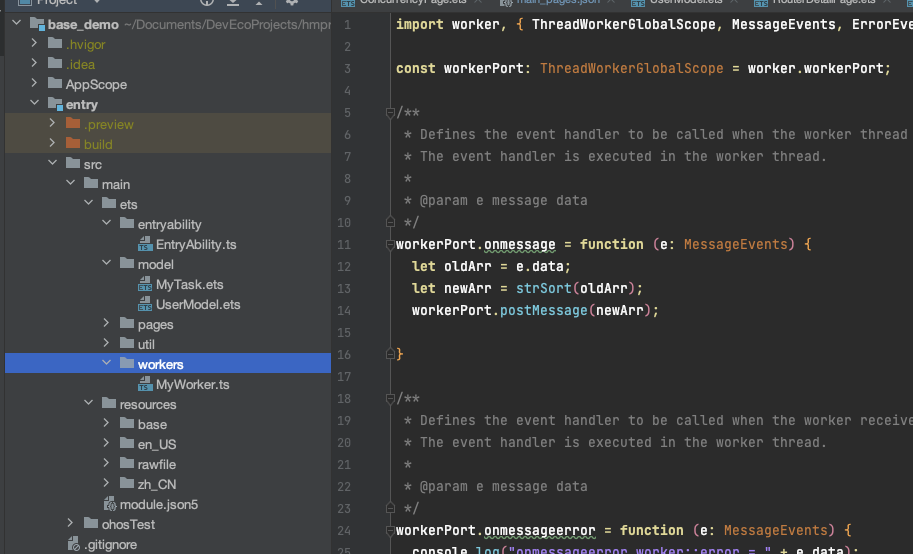 Project
base_demo ~/Documents/DevEcoProjects/hmpr
.hvigor
.idea
AppScope
entry
.preview
build
src
main
ets
entryability
EntryAbility.ts
model
MyTask.ets
UserModel.ets
pages
util
workers
MyWorker.ts
resources
base
en_US
rawfile
zh_CN
module.json5
ohosTest
.gitignore
ConcurrencyPage.ets main_pages.json UserModel.ets RouterDetailPage.ets
1 import worker, { ThreadWorkerGlobalScope, MessageEvents, ErrorEve
2
3 const workerPort: ThreadWorkerGlobalScope = worker.workerPort;
4
5 /**
6 * Defines the event handler to be called when the worker thread
7 * The event handler is executed in the worker thread.
8 *
9 * @param e message data
10 */
11 workerPort.onmessage = function (e: MessageEvents) {
12 let oldArr = e.data;
13 let newArr = strSort(oldArr);
14 workerPort.postMessage(newArr);
15
16 }
17
18 /**
19 * Defines the event handler to be called when the worker receive
20 * The event handler is executed in the worker thread.
21 *
22 * @param e message data
23 */
24 workerPort.onmessageerror = function (e: MessageEvents) {
25 console.log("onmessageerror worker::error = " + e.data);